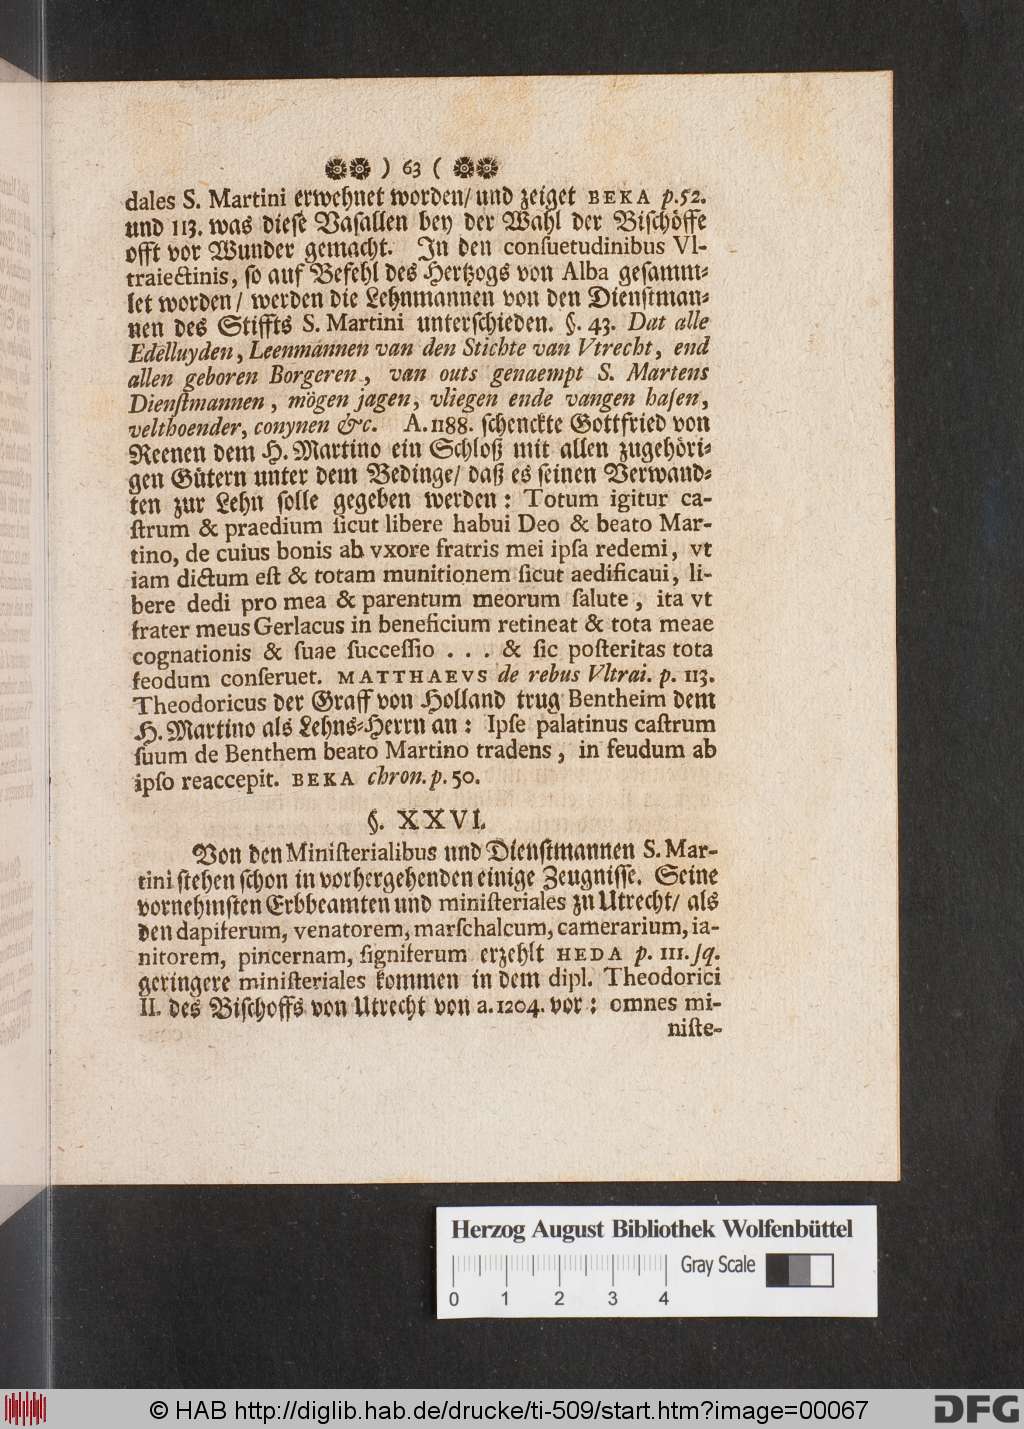 ) 63 (
dales S. Martini erwehnet worden/ und zeiget BEKA p. 52.
und 113. was dieſe Vaſallen bey der Wahl der Biſchöffe
offt vor Wunder gemacht. In den conſuetudinibus Vl-
traiectinis, ſo auf Befehl des Hertzogs von Alba geſamm-
let worden/ werden die Lehnmannen von den Dienſtman-
nen des Stiffts S. Martini unterſchieden. §. 43. Dat alle
Edelluyden, Leenmannen van den Stichte van Vtrecht, end
allen geboren Borgeren, van outs genaempt S. Martens
Dienſtmannen, mögen jagen, vliegen ende vangen haſen,
velthoender, conynen &c. A. 1188. ſchenckte Gottfried von
Reenen dem H. Martino ein Schloß mit allen zugehöri-
gen Gütern unter dem Bedinge/ daß es ſeinen Verwand-
ten zur Lehn ſolle gegeben werden: Totum igitur ca-
ſtrum & praedium ſicut libere habui Deo & beato Mar-
tino, de cuius bonis ab vxore fratris mei ipſa redemi, vt
iam dictum eſt & totam munitionem ſicut aedificaui, li-
bere dedi pro mea & parentum meorum ſalute, ita vt
frater meus Gerlacus in beneficium retineat & tota meae
cognationis & ſuae ſucceſſio . . . & ſic poſteritas tota
feodum conſeruet. MATTHAEVS de rebus Vltrai. p. 113.
Theodoricus der Graff von Holland trug Bentheim dem
H. Martino als Lehns-Herrn an: Ipſe palatinus caſtrum
ſuum de Benthem beato Martino tradens, in feudum ab
ipſo reaccepit. BEKA chron. p. 50.
§. XXVI.
Von den Miniſterialibus und Dienſtmannen S. Mar-
tini ſtehen ſchon in vorhergehenden einige Zeugniſſe. Seine
vornehmſten Erbbeamten und miniſteriales zu Utrecht/ als
den dapiferum, venatorem, marſchalcum, camerarium, ia-
nitorem, pincernam, ſigniferum erzehlt HEDA p. 111. ſq.
geringere miniſteriales kommen in dem dipl. Theodorici
II. des Biſchoffs von Utrecht von a. 1204. vor: omnes mi-
niſte-
Herzog August Bibliothek Wolfenbüttel
Gray Scale
0 1 2 3 4
© HAB http://diglib.hab.de/drucke/ti-509/start.htm?image=00067
DFG